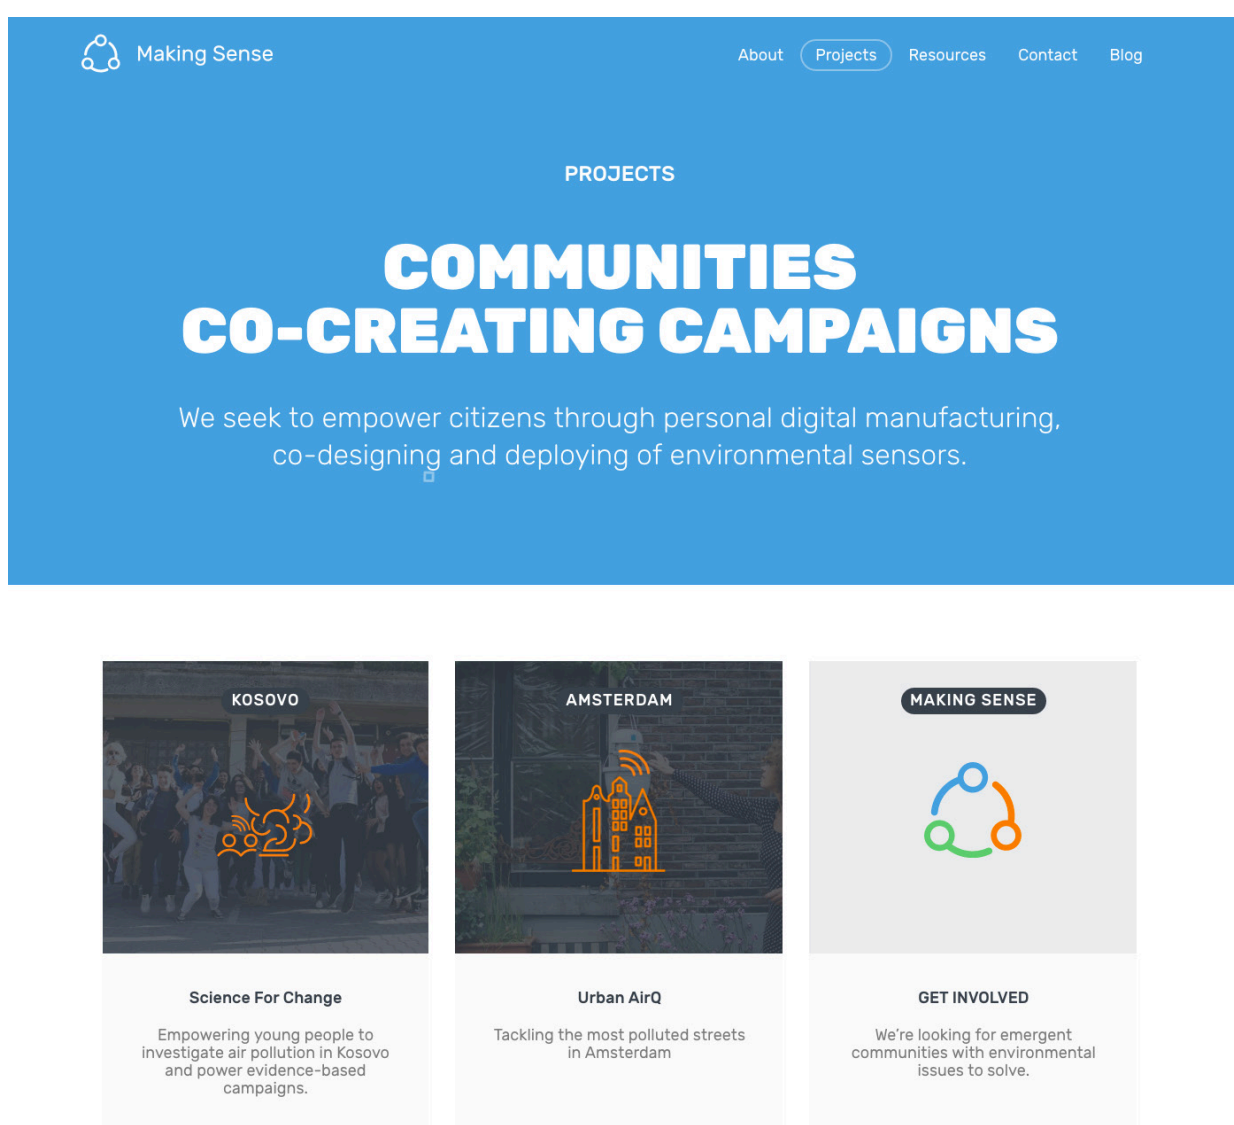 Making Sense
About
Projects
Resources
Contact
Blog
PROJECTS
COMMUNITIES
CO-CREATING CAMPAIGNS
We seek to empower citizens through personal digital manufacturing,
co-designing and deploying of environmental sensors.
KOSOVO
Science For Change
Empowering young people to
investigate air pollution in Kosovo
and power evidence-based
campaigns.
AMSTERDAM
Urban AirQ
Tackling the most polluted streets
in Amsterdam
MAKING SENSE
GET INVOLVED
We’re looking for emergent
communities with environmental
issues to solve.